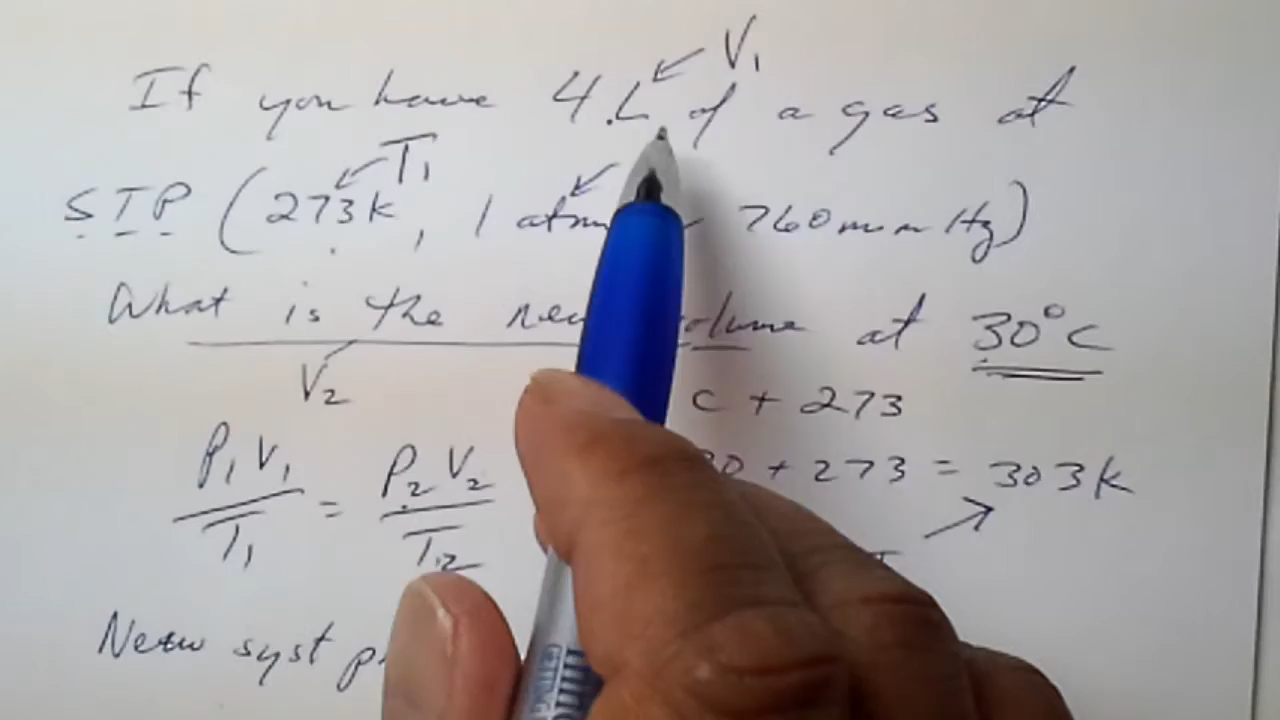 V₁
If you have 4.L of a gas at
T₁
STP (273K, 1 atm 760mm Hg)
What is the new volume at 30°C
V₂
C + 273
P₁V₁/T₁ = P₂V₂/T₂
30 + 273 = 303K
New syst